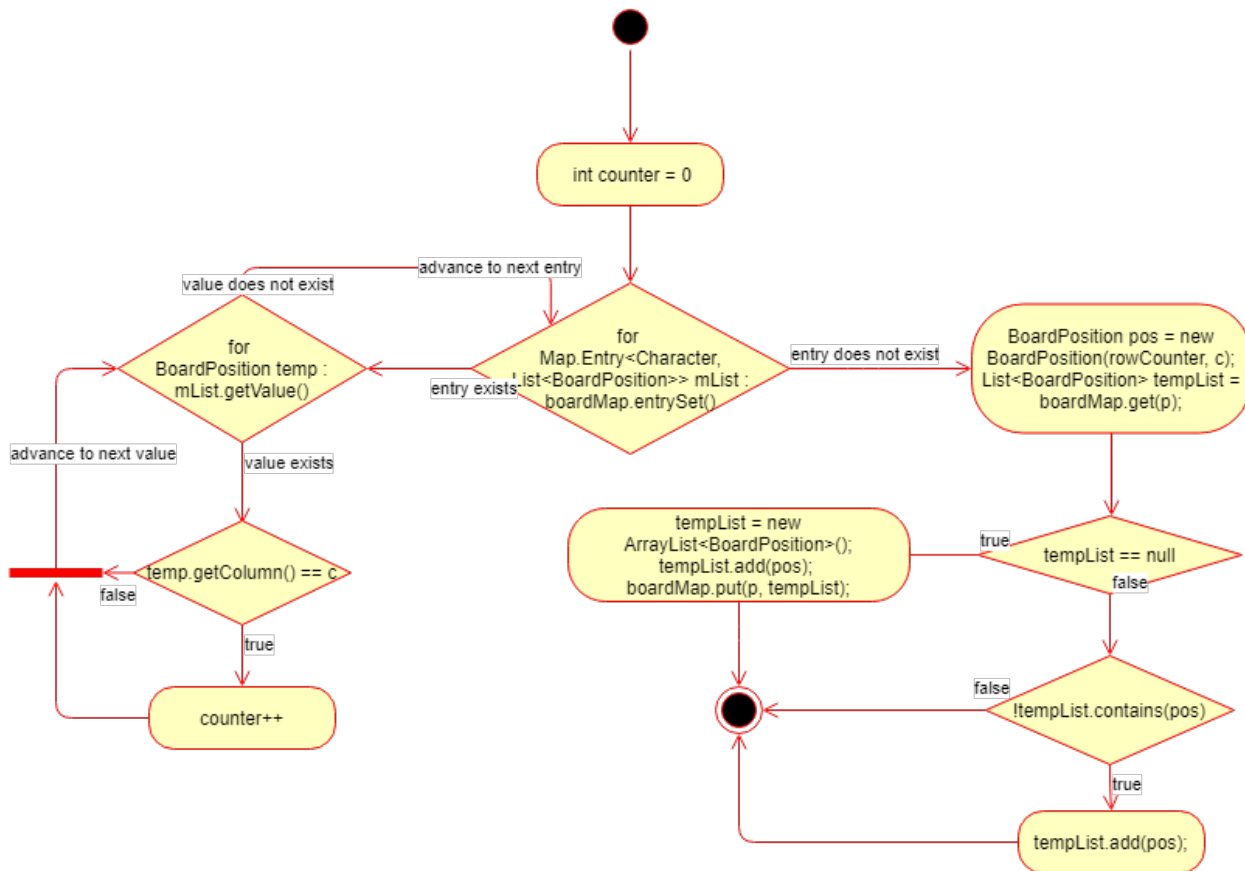 int counter = 0
advance to next entry
value does not exist
for
BoardPosition temp :
mList.getValue()
for
Map.Entry<Character,
List<BoardPosition>> mList :
boardMap.entrySet()
entry exists
entry does not exist
BoardPosition pos = new
BoardPosition(rowCounter, c);
List<BoardPosition> tempList =
boardMap.get(p);
advance to next value
value exists
temp.getColumn() == c
false
true
counter++
tempList = new
ArrayList<BoardPosition>();
tempList.add(pos);
boardMap.put(p, tempList);
true
tempList == null
false
false
!tempList.contains(pos)
true
tempList.add(pos);